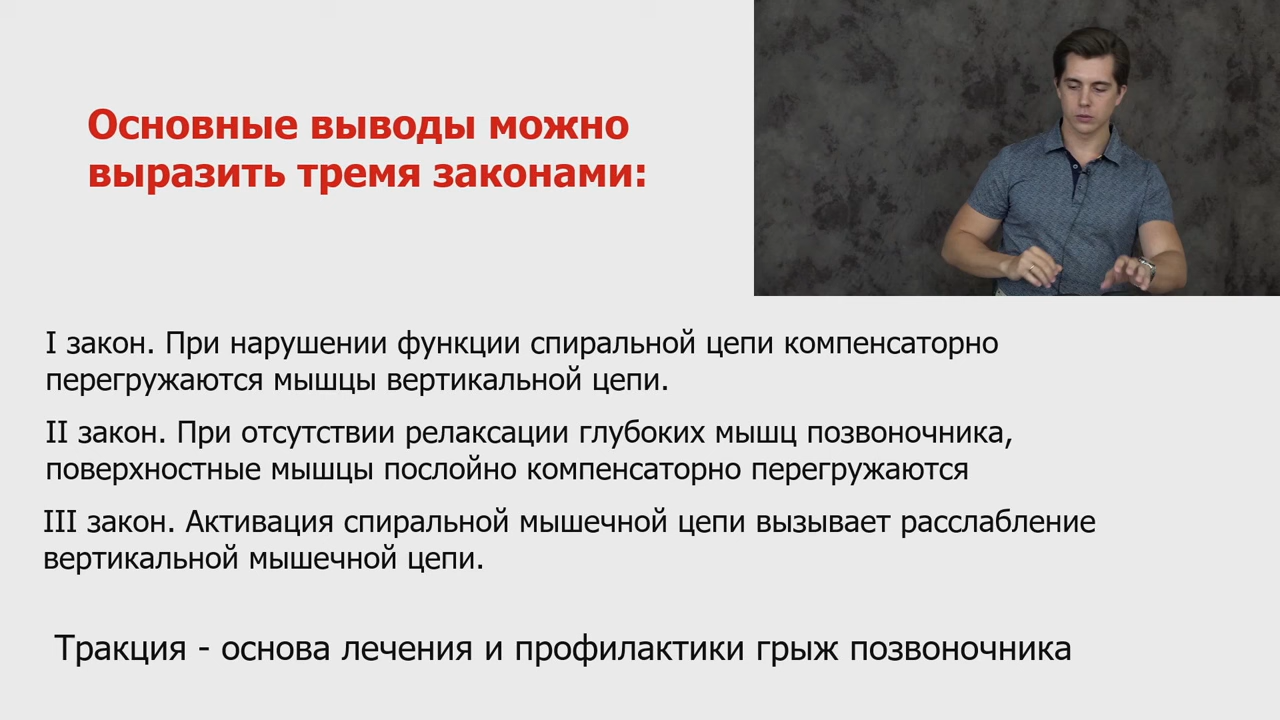 Основные выводы можно
выразить тремя законами:
I закон. При нарушении функции спиральной цепи компенсаторно
перегружаются мышцы вертикальной цепи.
II закон. При отсутствии релаксации глубоких мышц позвоночника,
поверхностные мышцы послойно компенсаторно перегружаются
III закон. Активация спиральной мышечной цепи вызывает расслабление
вертикальной мышечной цепи.
Тракция - основа лечения и профилактики грыж позвоночника